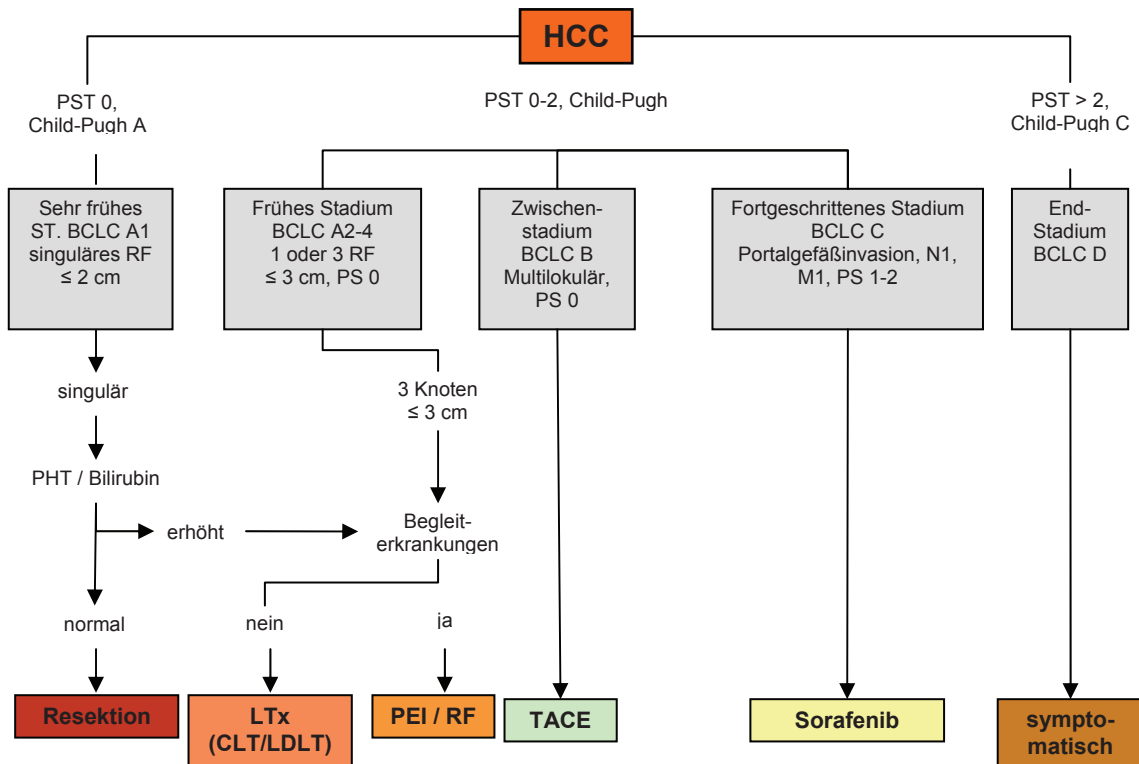 HCC
PST 0,
Child-Pugh A
PST 0-2, Child-Pugh
PST > 2,
Child-Pugh C
Sehr frühes
ST. BCLC A1
singuläres RF
≤ 2 cm
Frühes Stadium
BCLC A2-4
1 oder 3 RF
≤ 3 cm, PS 0
Zwischen-
stadium
BCLC B
Multilokulär,
PS 0
Fortgeschrittenes Stadium
BCLC C
Portalgefäßinvasion, N1,
M1, PS 1-2
End-
Stadium
BCLC D
singulär
3 Knoten
≤ 3 cm
PHT / Bilirubin
erhöht
Begleit-
erkrankungen
normal
nein
ja
Resektion
LTx
(CLT/LDLT)
PEI / RF
TACE
Sorafenib
sympto-
matisch